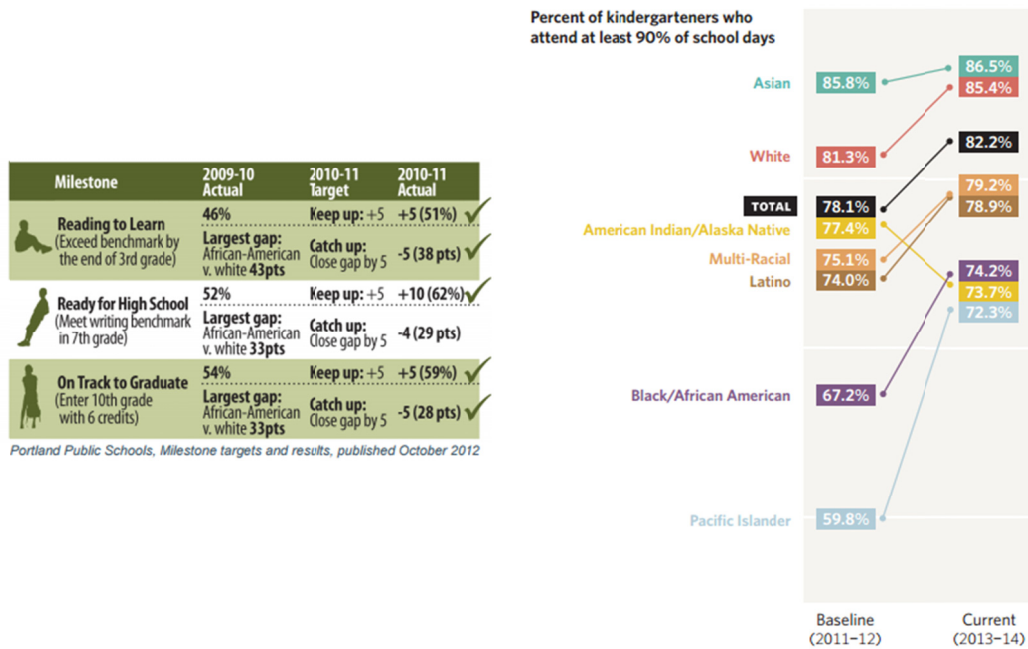 Milestone
2009-10
Actual
2010-11
Target
2010-11
Actual
Reading to Learn
(Exceed benchmark by
the end of 3rd grade)
46%
Keep up: +5
+5 (51%)
Largest gap:
African-American
v. white 43pts
Catch up:
Close gap by 5
-5 (38 pts)
Ready for High School
(Meet writing benchmark
in 7th grade)
52%
Keep up: +5
+10 (62%)
Largest gap:
African-American
v. white 33pts
Catch up:
Close gap by 5
-4 (29 pts)
On Track to Graduate
(Enter 10th grade
with 6 credits)
54%
Keep up: +5
+5 (59%)
Largest gap:
African-American
v. white 33pts
Catch up:
Close gap by 5
-5 (28 pts)
Portland Public Schools, Milestone targets and results, published October 2012
Percent of kindergarteners who
attend at least 90% of school days
Asian
85.8%
86.5%
85.4%
White
81.3%
82.2%
TOTAL
78.1%
79.2%
78.9%
American Indian/Alaska Native
77.4%
Multi-Racial
75.1%
Latino
74.0%
74.2%
73.7%
72.3%
Black/African American
67.2%
Pacific Islander
59.8%
Baseline
(2011–12)
Current
(2013–14)